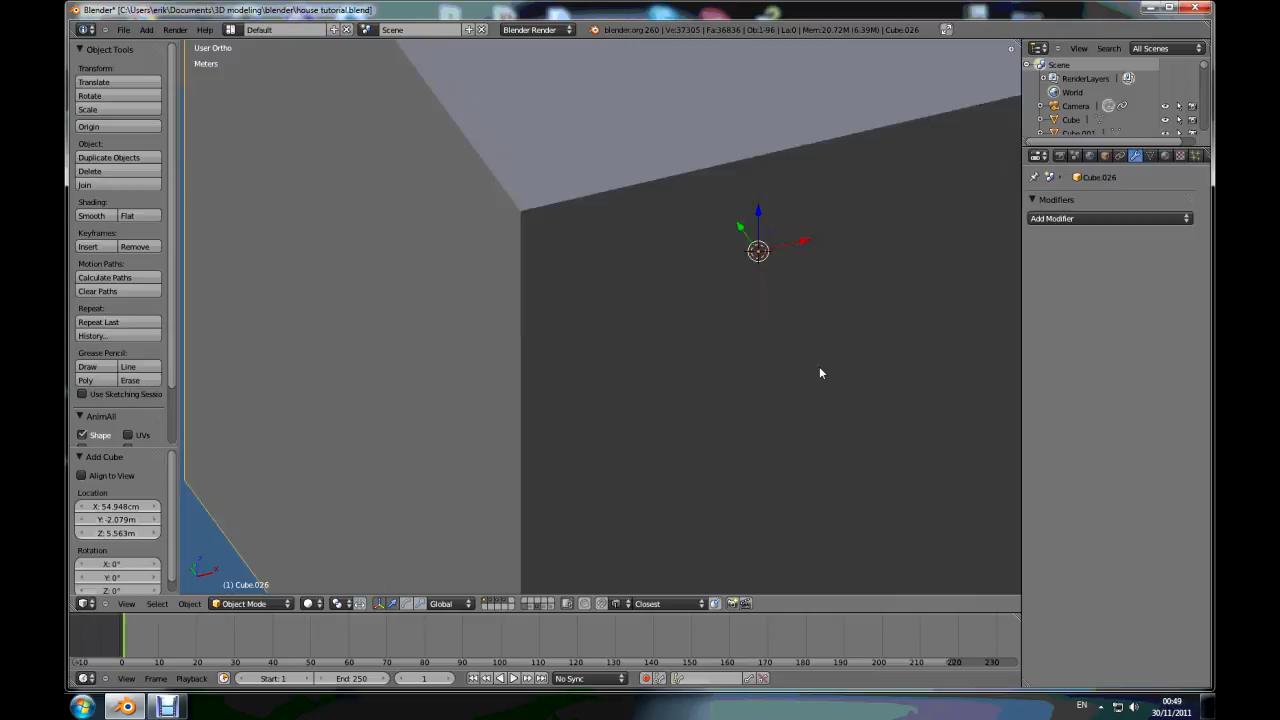 Blender* [C:\Users\erik\Documents\3D modeling\blender\house tutorial.blend]
File Add Render Help Default Scene Blender Render blender.org 260 | Ve:37305 | Fa:36836 | Ob:1-96 | La:0 | Mem:20.72M (6.39M) | Cube.026
Object Tools
Transform:
Translate
Rotate
Scale
Origin
Object:
Duplicate Objects
Delete
Join
Shading:
Smooth Flat
Keyframes:
Insert Remove
Motion Paths:
Calculate Paths
Clear Paths
Repeat:
Repeat Last
History...
Grease Pencil:
Draw Line
Poly Erase
Use Sketching Sessio
AnimAll
Shape UVs
Add Cube
Align to View
Location
X: 54.948cm
Y: -2.079m
Z: 5.563m
Rotation
X: 0°
Y: 0°
Z: 0°
User Ortho
Meters
(1) Cube.026
View Select Object Object Mode Global Closest
-10 0 10 20 30 40 50 60 70 80 90 100 110 120 130 140 150 160 170 180 190 200 210 220 230
View Frame Playback Start: 1 End: 250 1 No Sync
View Search All Scenes
Scene
RenderLayers
World
Camera
Cube
Cube.001
Cube.026
Modifiers
Add Modifier
EN
00:49
30/11/2011